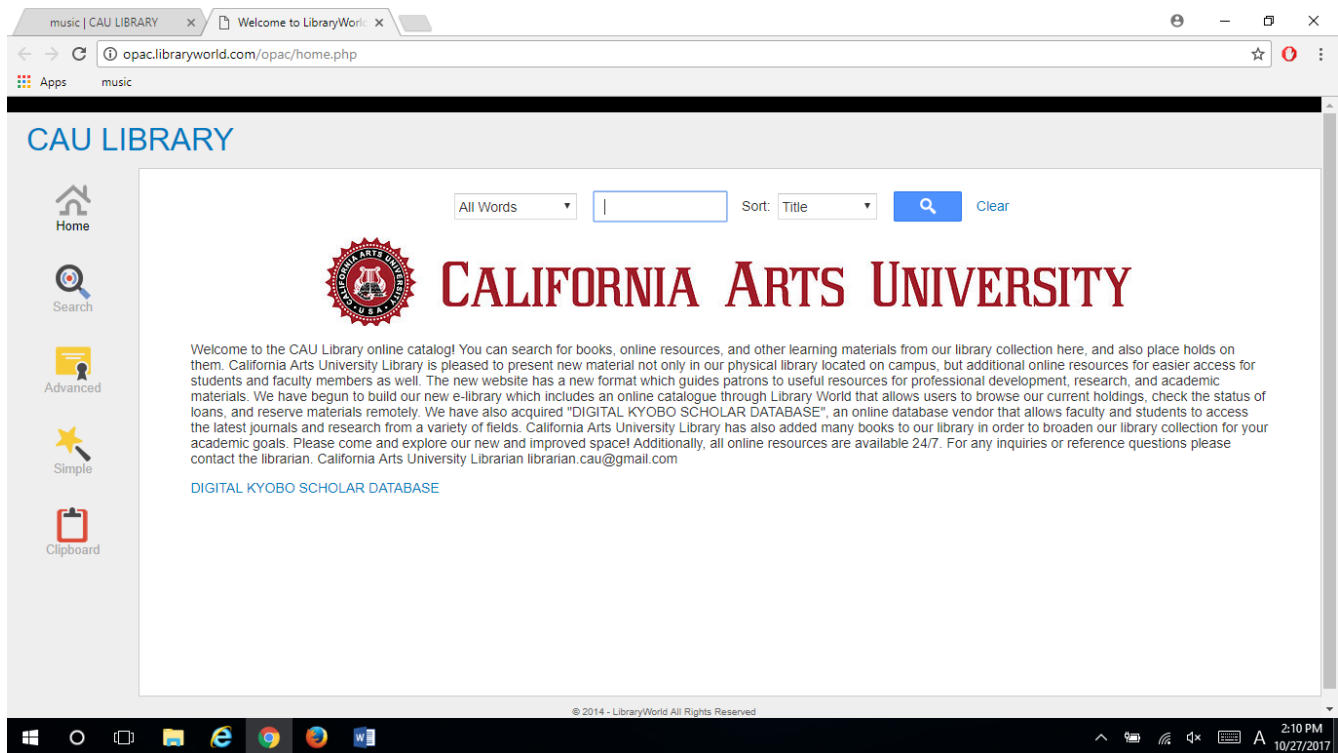 music | CAU LIBRARY
Welcome to LibraryWorld
opac.libraryworld.com/opac/home.php
Apps music
CAU LIBRARY
Home
Search
Advanced
Simple
Clipboard
All Words Sort: Title Clear
CALIFORNIA ARTS UNIVERSITY · U S A ·
CALIFORNIA ARTS UNIVERSITY
Welcome to the CAU Library online catalog! You can search for books, online resources, and other learning materials from our library collection here, and also place holds on
them. California Arts University Library is pleased to present new material not only in our physical library located on campus, but additional online resources for easier access for
students and faculty members as well. The new website has a new format which guides patrons to useful resources for professional development, research, and academic
materials. We have begun to build our new e-library which includes an online catalogue through Library World that allows users to browse our current holdings, check the status of
loans, and reserve materials remotely. We have also acquired "DIGITAL KYOBO SCHOLAR DATABASE", an online database vendor that allows faculty and students to access
the latest journals and research from a variety of fields. California Arts University Library has also added many books to our library in order to broaden our library collection for your
academic goals. Please come and explore our new and improved space! Additionally, all online resources are available 24/7. For any inquiries or reference questions please
contact the librarian. California Arts University Librarian librarian.cau@gmail.com
DIGITAL KYOBO SCHOLAR DATABASE
© 2014 - LibraryWorld All Rights Reserved
A
2:10 PM
10/27/2017